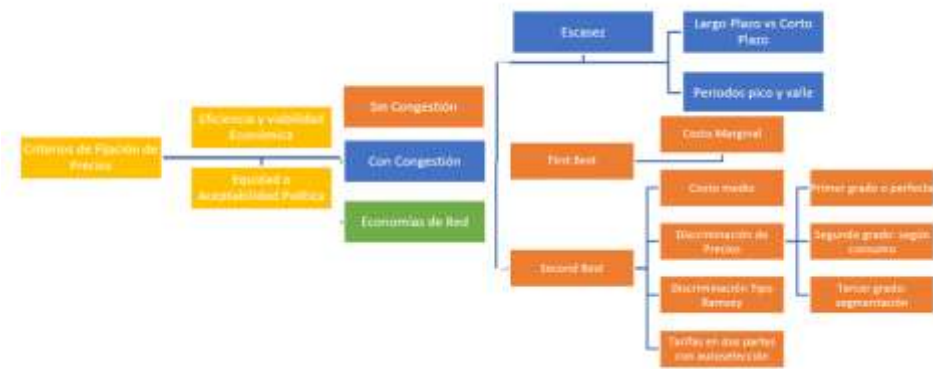 Escasez
Largo Plazo vs Corto
Plazo
Periodos pico y valle
Sin Congestión
Eficiencia y viabilidad
Económica
Criterios de Fijación de
Precios
Con Congestión
Equidad o
Aceptabilidad Política
Economías de Red
First Best
Costo Marginal
Second Best
Costo medio
Discriminación de
Precios
Discriminación Tipo
Ramsey
Tarifas en dos partes
con autoselección
Primer grado o perfecta
Segunda grado: según
consumo
Tercer grado:
segmentación